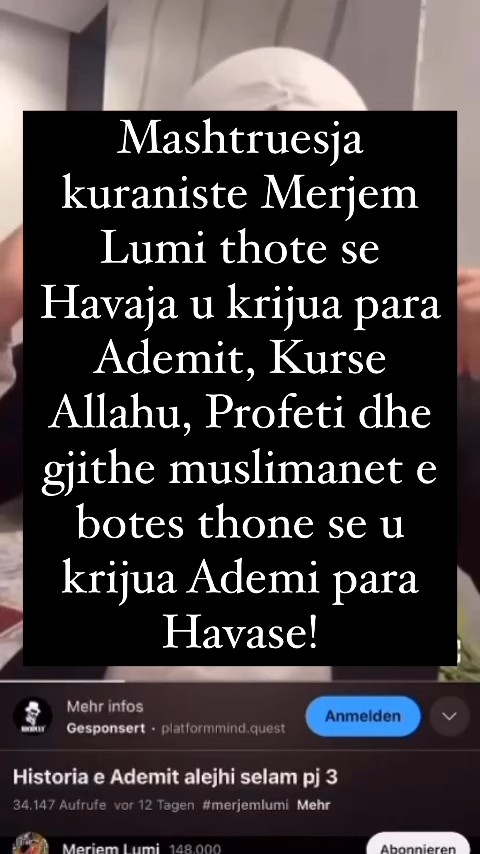 Mashtruesja
kuraniste Merjem
Lumi thote se
Havaja u krijua para
Ademit, Kurse
Allahu, Profeti dhe
gjithe muslimanet e
botes thone se u
krijua Ademi para
Havase!
Mehr infos
Gesponsert · platformmind.quest
Anmelden
Historia e Ademit alejhi selam pj 3
34.147 Aufrufe vor 12 Tagen #merjemlumi Mehr
Merjem Lumi 148.000
Abonnieren